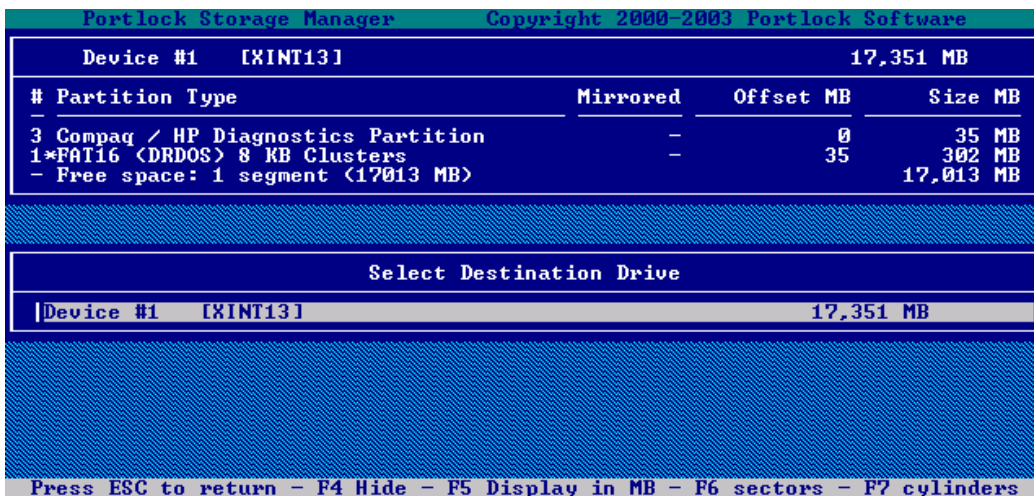 Portlock Storage Manager Copyright 2000-2003 Portlock Software
Device #1 [XINT13] 17,351 MB
# Partition Type Mirrored Offset MB Size MB
3 Compaq / HP Diagnostics Partition - 0 35 MB
1*FAT16 (DRDOS) 8 KB Clusters - 35 302 MB
- Free space: 1 segment (17013 MB) 17,013 MB
Select Destination Drive
Device #1 [XINT13] 17,351 MB
Press ESC to return - F4 Hide - F5 Display in MB - F6 sectors - F7 cylinders